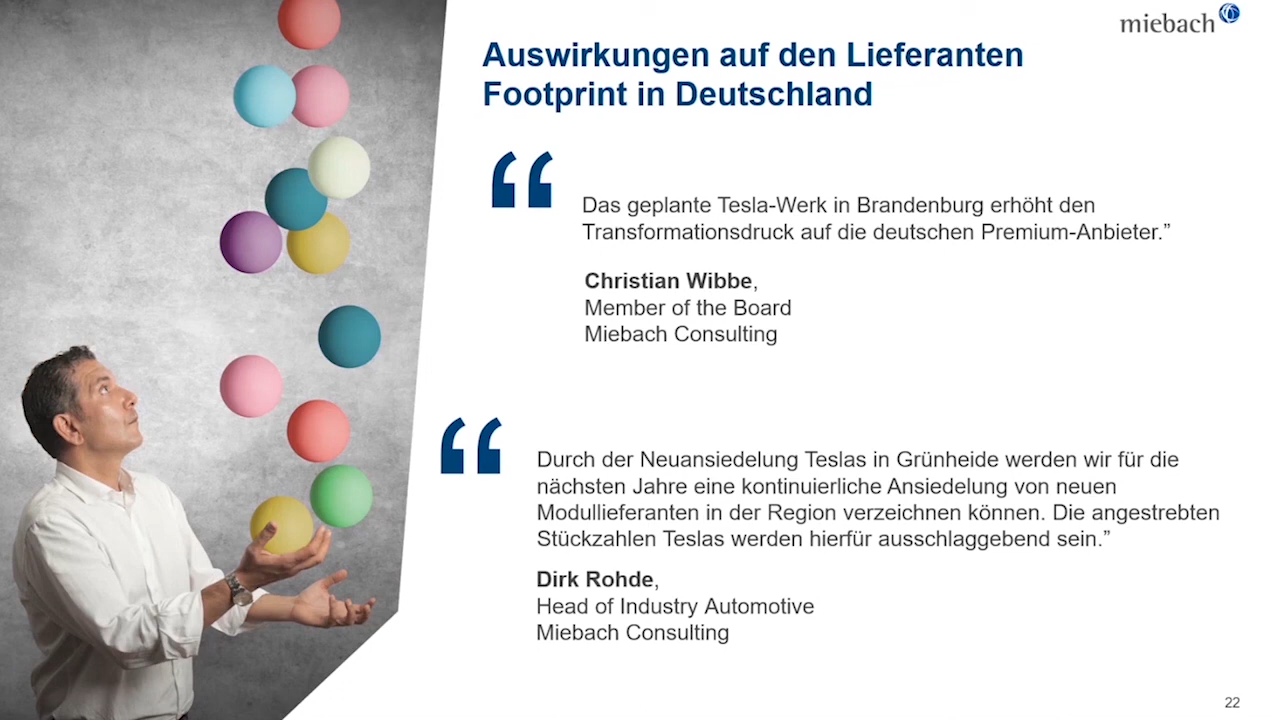 miebach
Auswirkungen auf den Lieferanten
Footprint in Deutschland
“
Das geplante Tesla-Werk in Brandenburg erhöht den
Transformationsdruck auf die deutschen Premium-Anbieter.”
Christian Wibbe,
Member of the Board
Miebach Consulting
“
Durch der Neuansiedelung Teslas in Grünheide werden wir für die
nächsten Jahre eine kontinuierliche Ansiedelung von neuen
Modullieferanten in der Region verzeichnen können. Die angestrebten
Stückzahlen Teslas werden hierfür ausschlaggebend sein.”
Dirk Rohde,
Head of Industry Automotive
Miebach Consulting
22